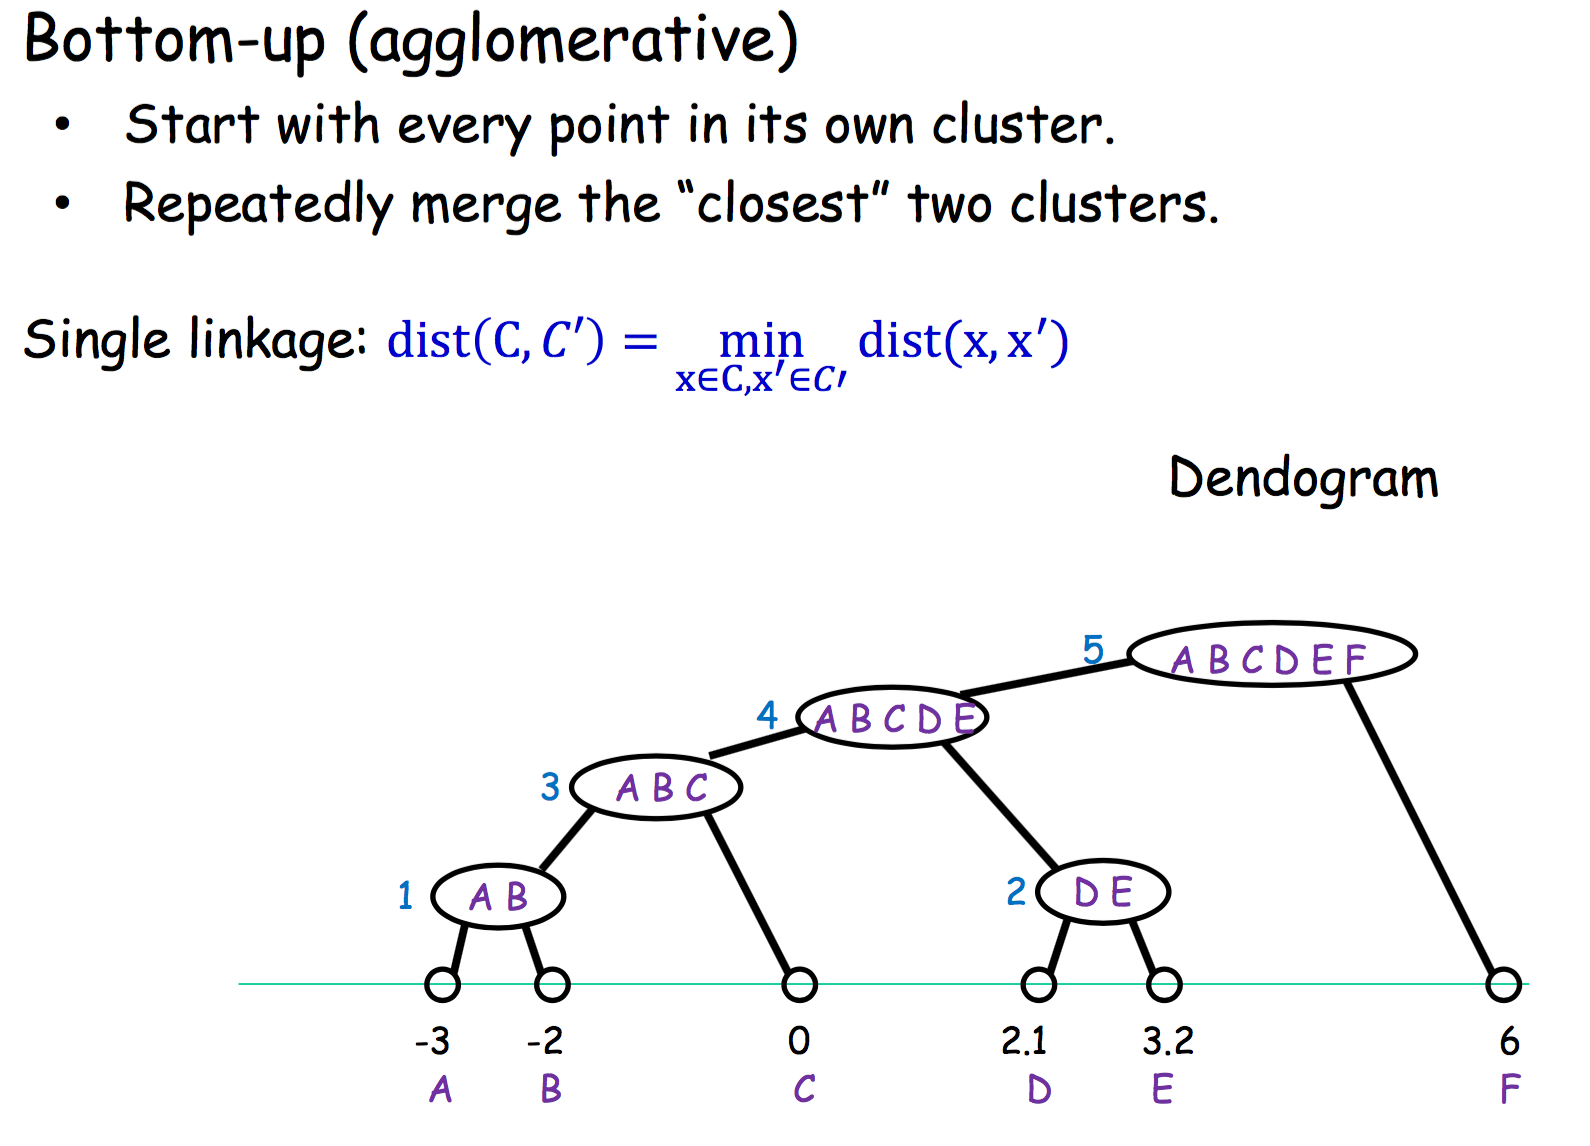 Bottom-up (agglomerative)
• Start with every point in its own cluster.
• Repeatedly merge the “closest” two clusters.
Single linkage: dist(C, C′) = min dist(x, x′)
x∈C,x′∈C′
Dendogram
5 A B C D E F
4 A B C D E
3 A B C
1 A B 2 D E
-3 -2 0 2.1 3.2 6
A B C D E F